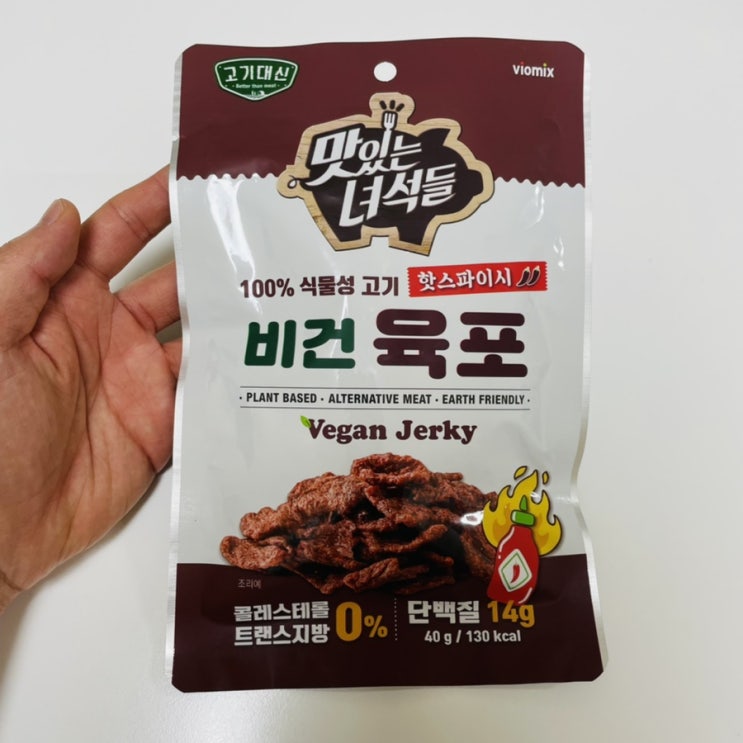 고기대신
Better than meat
viomix
맛있는
녀석들
100% 식물성 고기
핫스파이시
비건 육포
· PLANT BASED · ALTERNATIVE MEAT · EARTH FRIENDLY ·
Vegan Jerky
조리예
콜레스테롤
트랜스지방
0%
단백질 14g
40 g / 130 kcal